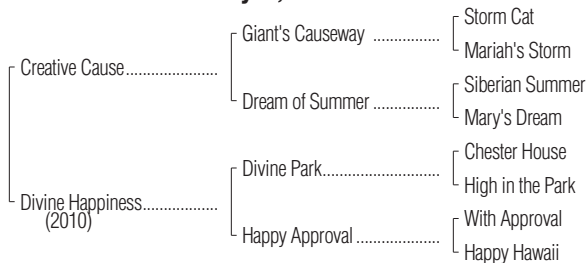 Storm Cat
Giant's Causeway ................
Mariah's Storm
Creative Cause......................
Siberian Summer
Dream of Summer ................
Mary's Dream
Chester House
Divine Park.........................
High in the Park
Divine Happiness..................
(2010)
With Approval
Happy Approval ....................
Happy Hawaii